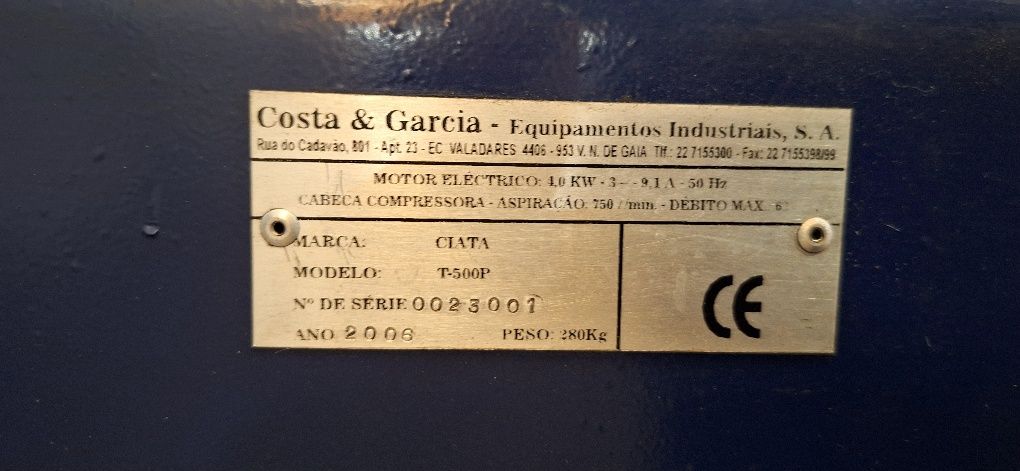 Costa & Garcia - Equipamentos Industriais, S. A.
Rua do Cadavão, 801 - Apt. 23 - EC VALADARES 4406 - 953 V. N. DE GAIA Tlf.: 22 7155300 - Fax: 22 7155398/99
MOTOR ELÉCTRICO: 4,0 KW - 3 ~ - 9,1 A - 50 Hz
CABECA COMPRESSORA - ASPIRAÇÃO: 750 l/min. - DÉBITO MAX.
MARCA: CIATA
MODELO: T-500P
Nº DE SÉRIE 0023001
ANO: 2006 PESO: 280Kg
CE